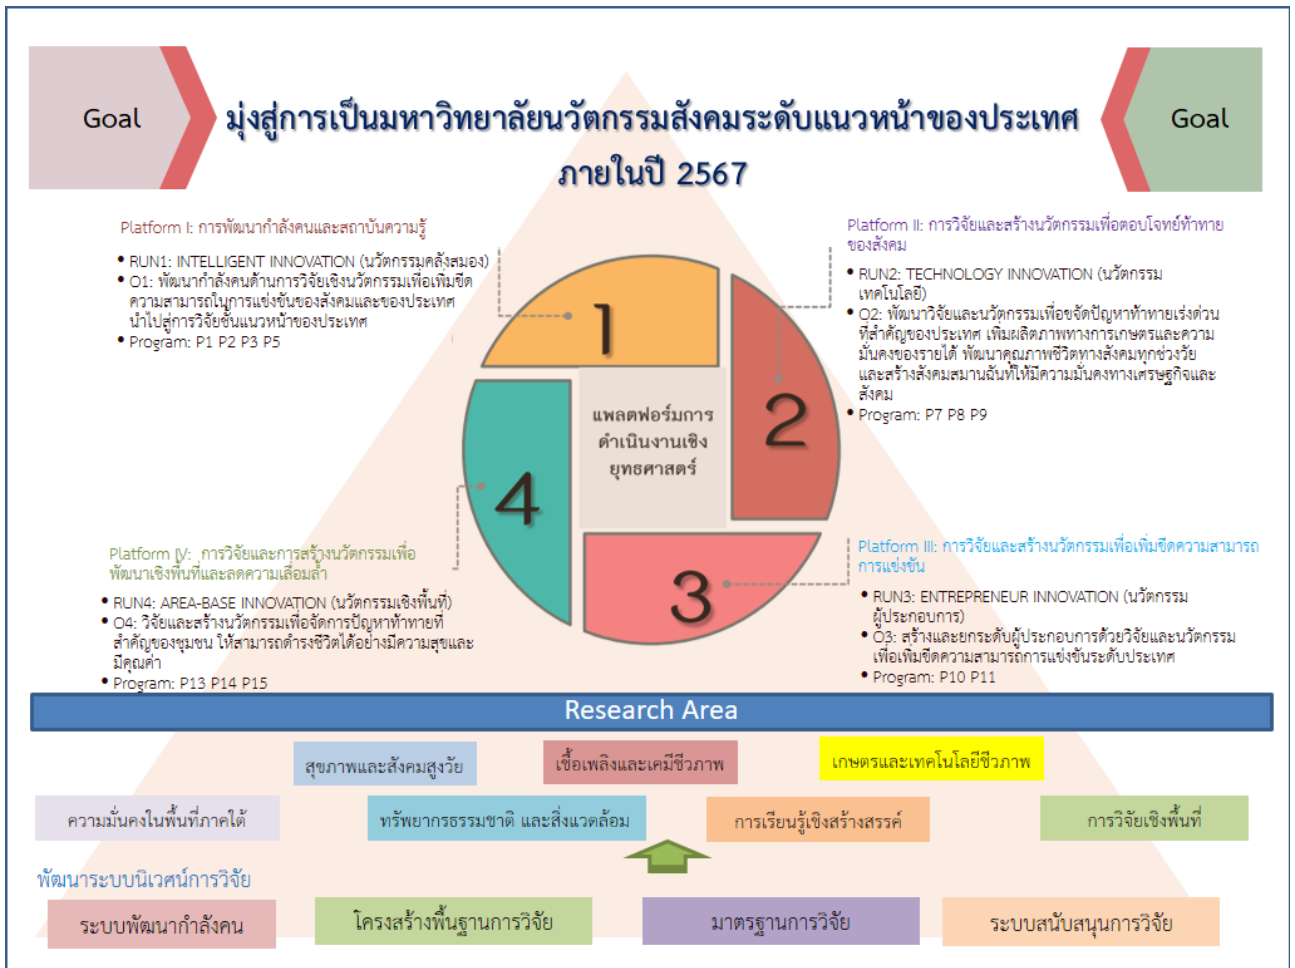 Goal
มุ่งสู่การเป็นมหาวิทยาลัยนวัตกรรมสังคมระดับแนวหน้าของประเทศ
ภายในปี 2567
Goal
Platform I: การพัฒนากำลังคนและสถาบันความรู้
• RUN1: INTELLIGENT INNOVATION (นวัตกรรมคลังสมอง)
• O1: พัฒนากำลังคนด้านการวิจัยเชิงนวัตกรรมเพื่อเพิ่มขีด
ความสามารถในการแข่งขันของสังคมและของประเทศ
นำไปสู่การวิจัยชั้นแนวหน้าของประเทศ
• Program: P1 P2 P3 P5
Platform II: การวิจัยและสร้างนวัตกรรมเพื่อตอบโจทย์ท้าทาย
ของสังคม
• RUN2: TECHNOLOGY INNOVATION (นวัตกรรม
เทคโนโลยี)
• O2: พัฒนาวิจัยและนวัตกรรมเพื่อขจัดปัญหาท้าทายเร่งด่วน
ที่สำคัญของประเทศ เพิ่มผลิตภาพทางการเกษตรและความ
มั่นคงของรายได้ พัฒนาคุณภาพชีวิตทางสังคมทุกช่วงวัย
และสร้างสังคมสมานฉันท์ให้มีความมั่นคงทางเศรษฐกิจและ
สังคม
• Program: P7 P8 P9
1
2
3
4
แพลตฟอร์มการ
ดำเนินงานเชิง
ยุทธศาสตร์
Platform IV: การวิจัยและการสร้างนวัตกรรมเพื่อ
พัฒนาเชิงพื้นที่และลดความเลื่อมล้ำ
• RUN4: AREA-BASE INNOVATION (นวัตกรรมเชิงพื้นที่)
• O4: วิจัยและสร้างนวัตกรรมเพื่อจัดการปัญหาท้าทายที่
สำคัญของชุมชน ให้สามารถดำรงชีวิตได้อย่างมีความสุขและ
มีคุณค่า
• Program: P13 P14 P15
Platform III: การวิจัยและสร้างนวัตกรรมเพื่อเพิ่มขีดความสามารถ
การแข่งขัน
• RUN3: ENTREPRENEUR INNOVATION (นวัตกรรม
ผู้ประกอบการ)
• O3: สร้างและยกระดับผู้ประกอบการด้วยวิจัยและนวัตกรรม
เพื่อเพิ่มขีดความสามารถการแข่งขันระดับประเทศ
• Program: P10 P11
Research Area
สุขภาพและสังคมสูงวัย
เชื้อเพลิงและเคมีชีวภาพ
เกษตรและเทคโนโลยีชีวภาพ
ความมั่นคงในพื้นที่ภาคใต้
ทรัพยากรธรรมชาติ และสิ่งแวดล้อม
การเรียนรู้เชิงสร้างสรรค์
การวิจัยเชิงพื้นที่
พัฒนาระบบนิเวศน์การวิจัย
ระบบพัฒนากำลังคน
โครงสร้างพื้นฐานการวิจัย
มาตรฐานการวิจัย
ระบบสนับสนุนการวิจัย